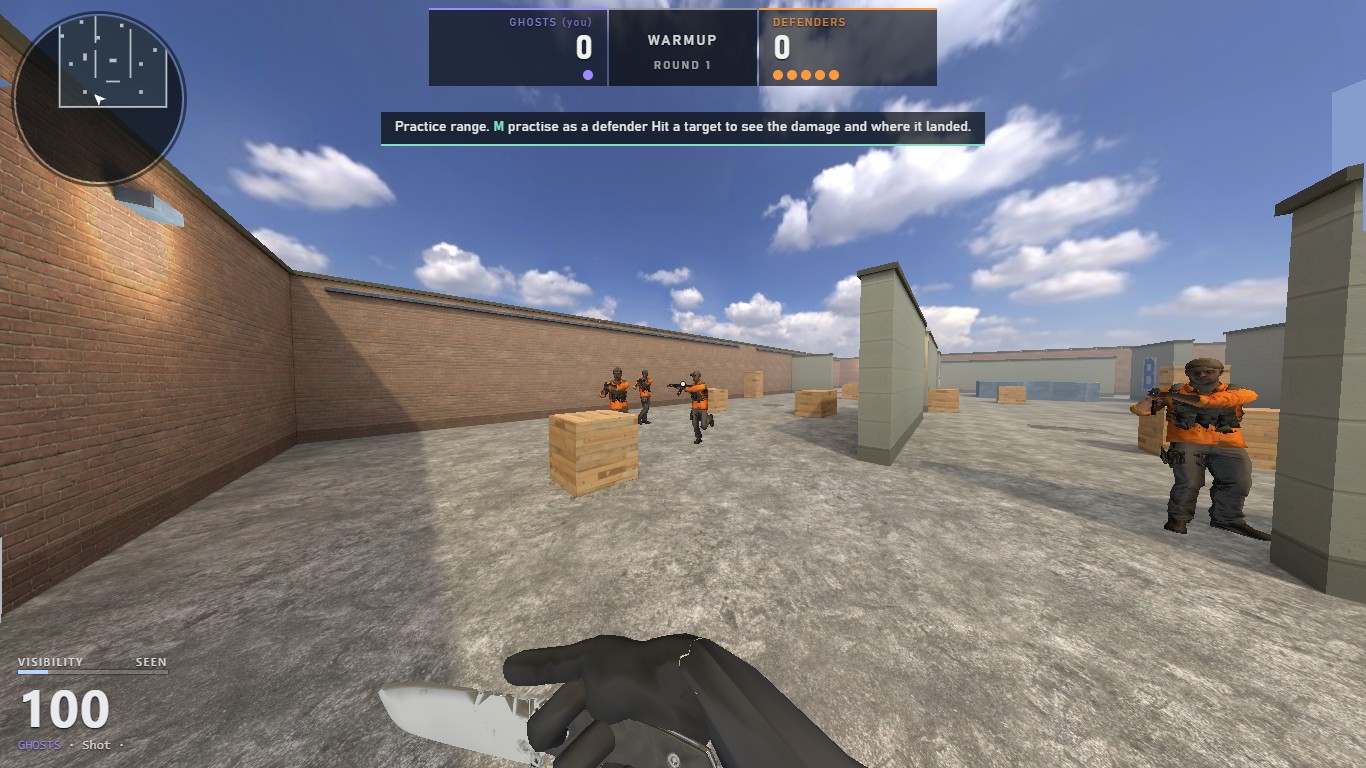 GHOSTS (you)
0
WARMUP
ROUND 1
DEFENDERS
0
Practice range. M practise as a defender Hit a target to see the damage and where it landed.
B
VISIBILITY SEEN
100
GHOSTS · Shot ·